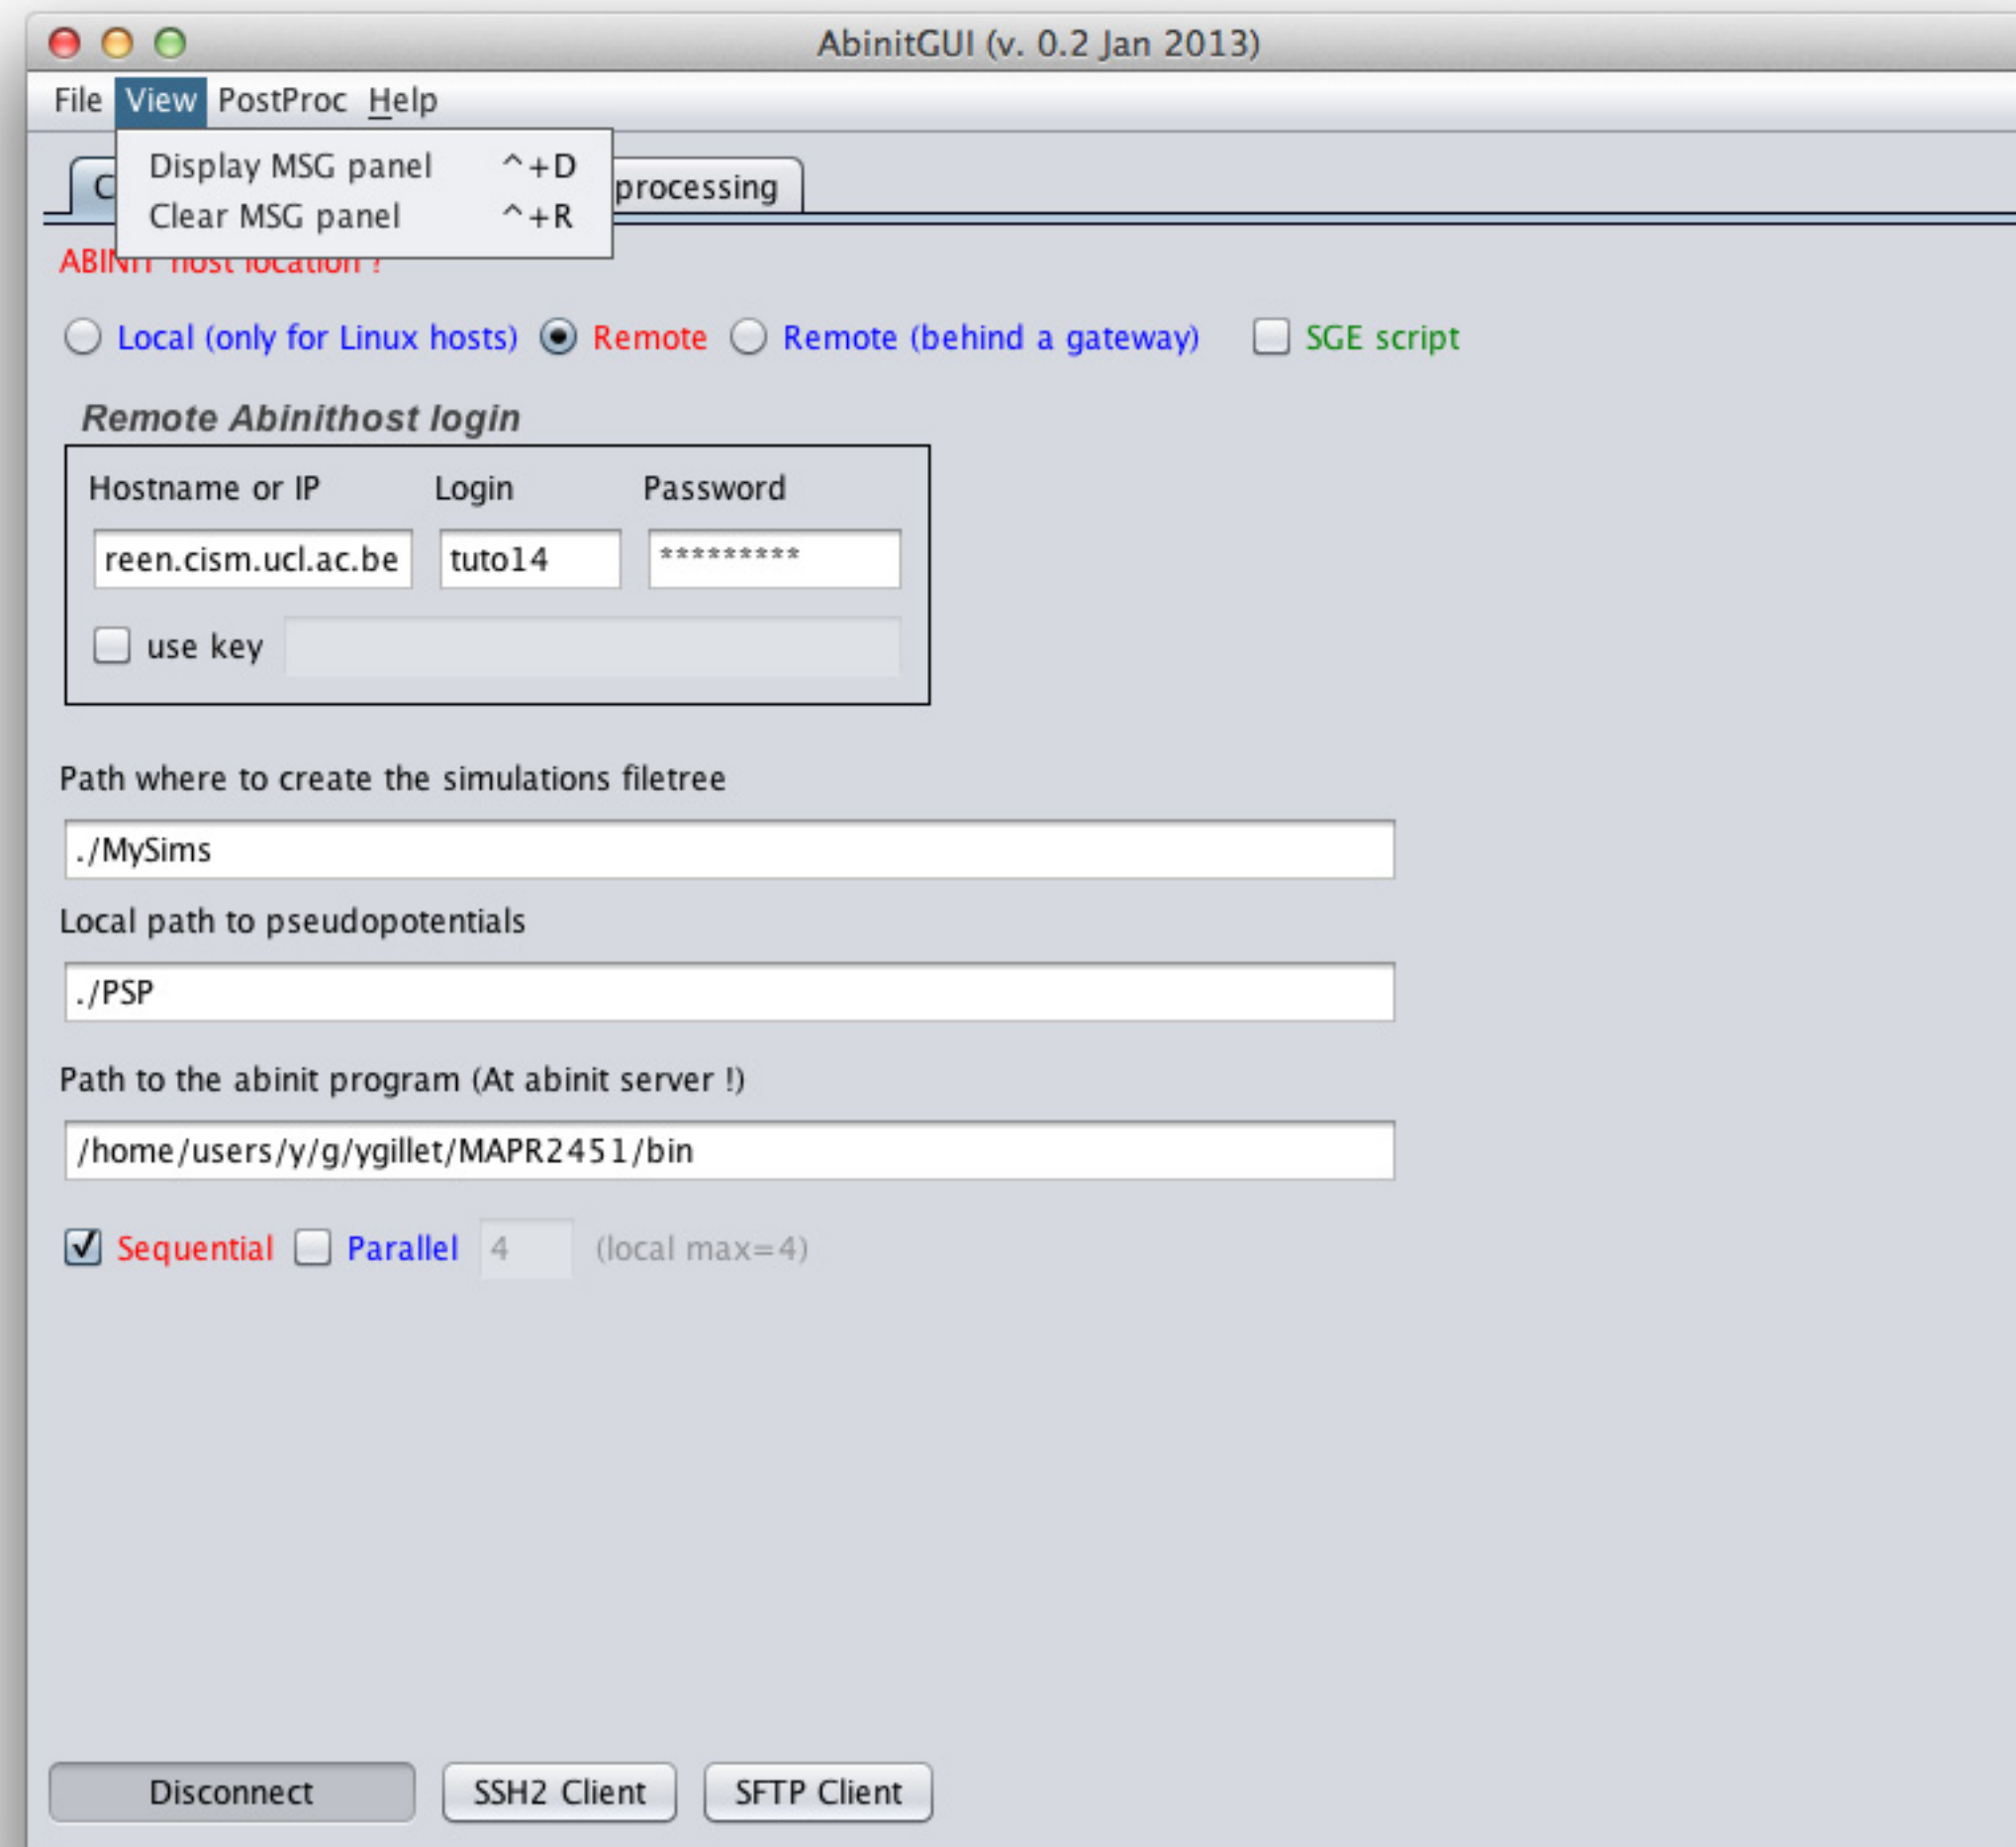 AbinitGUI (v. 0.2 Jan 2013)
File View PostProc Help
Display MSG panel ^+D
Clear MSG panel ^+R
processing
ABINIT host location ?
Local (only for Linux hosts) Remote Remote (behind a gateway) SGE script
Remote Abinithost login
Hostname or IP Login Password
reen.cism.ucl.ac.be tuto14 *********
use key
Path where to create the simulations filetree
./MySims
Local path to pseudopotentials
./PSP
Path to the abinit program (At abinit server !)
/home/users/y/g/ygillet/MAPR2451/bin
Sequential Parallel 4 (local max=4)
Disconnect SSH2 Client SFTP Client